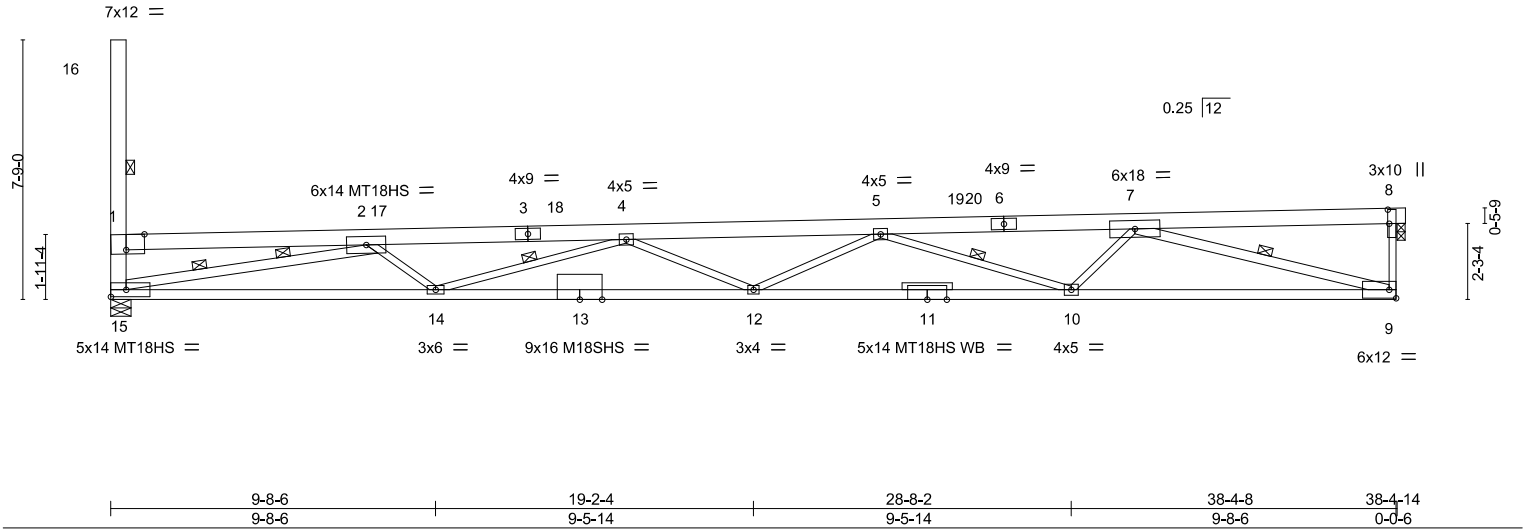 7x12 =
16
0.25 12
7-9-0
4x9 =
3x10 ||
6x14 MT18HS =
4x9 =
6x18 =
4x5 =
4x5 =
8
1
2 17
3
18
4
5
1920
6
7
0-5-9
1-11-4
2-3-4
15
14
13
12
11
10
9
5x14 MT18HS =
3x6 =
9x16 M18SHS =
3x4 =
5x14 MT18HS WB =
4x5 =
6x12 =
9-8-6
19-2-4
28-8-2
38-4-8
38-4-14
9-8-6
9-5-14
9-5-14
9-8-6
0-0-6